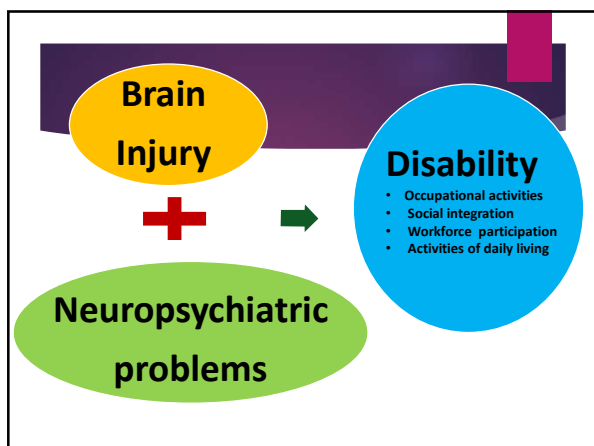 Brain
Injury
Neuropsychiatric
problems
Disability
• Occupational activities
• Social integration
• Workforce participation
• Activities of daily living